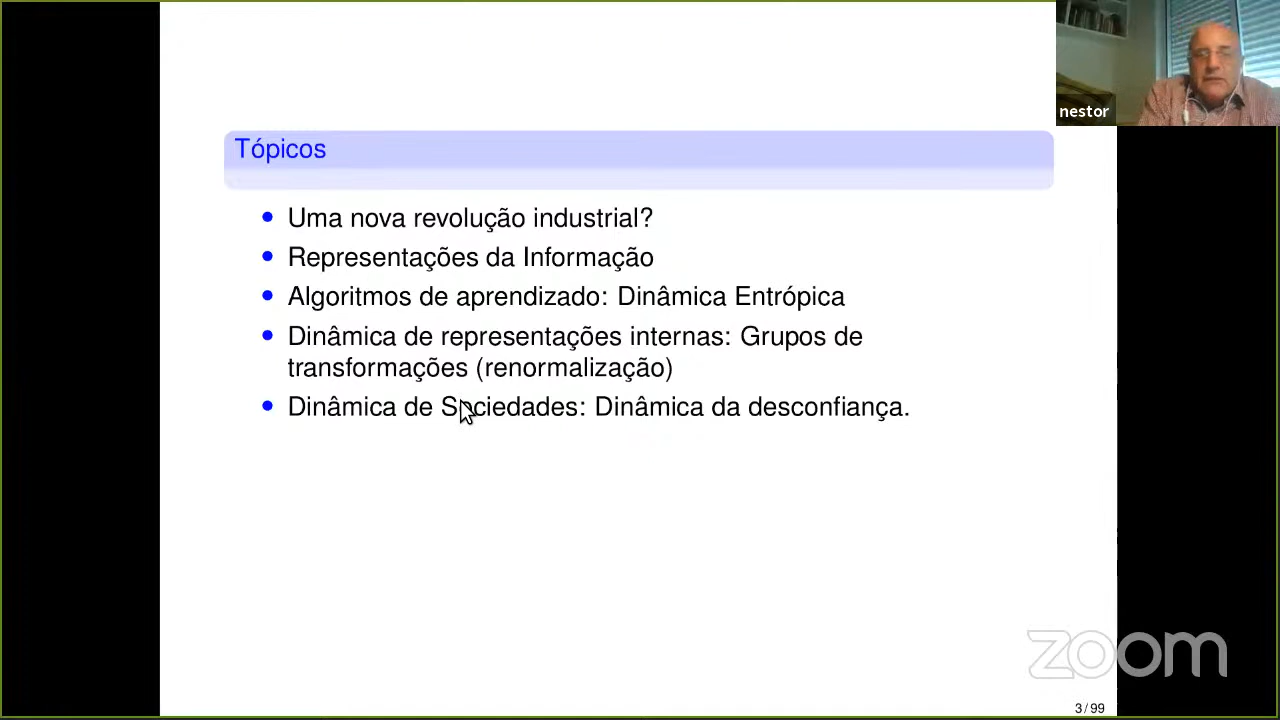 nestor
Tópicos
Uma nova revolução industrial?
Representações da Informação
Algoritmos de aprendizado: Dinâmica Entrópica
Dinâmica de representações internas: Grupos de
transformações (renormalização)
Dinâmica de Sociedades: Dinâmica da desconfiança.
zoom
3 / 99